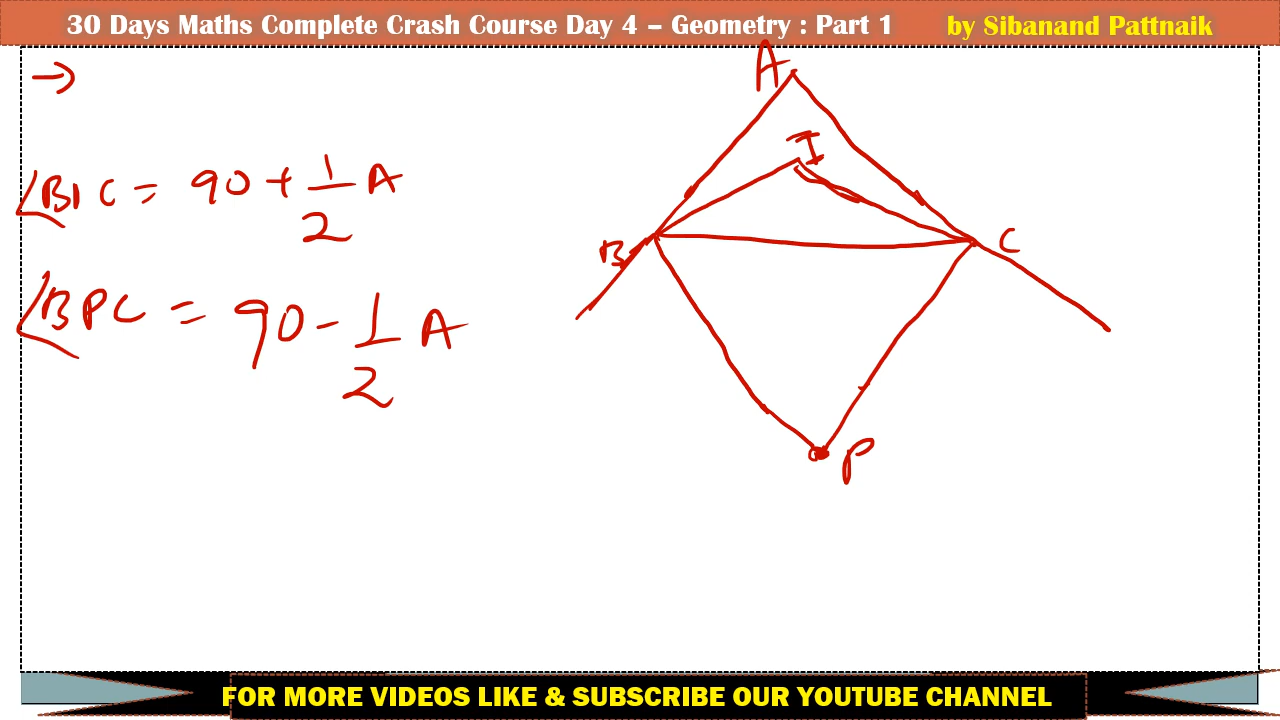 30 Days Maths Complete Crash Course Day 4 – Geometry : Part 1 by Sibanand Pattnaik
→
A
I
∠BIC = 90 + 1/2 A
B
C
∠BPC = 90 - 1/2 A
P
FOR MORE VIDEOS LIKE & SUBSCRIBE OUR YOUTUBE CHANNEL